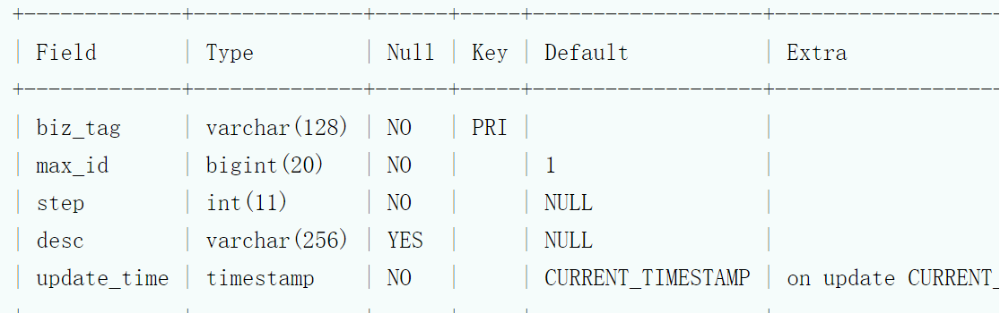 +-------------+--------------+------+-----+-------------------+-------------------
| Field | Type | Null | Key | Default | Extra
+-------------+--------------+------+-----+-------------------+-------------------
| biz_tag | varchar(128) | NO | PRI | |
| max_id | bigint(20) | NO | | 1 |
| step | int(11) | NO | | NULL |
| desc | varchar(256) | YES | | NULL |
| update_time | timestamp | NO | | CURRENT_TIMESTAMP | on update CURRENT_